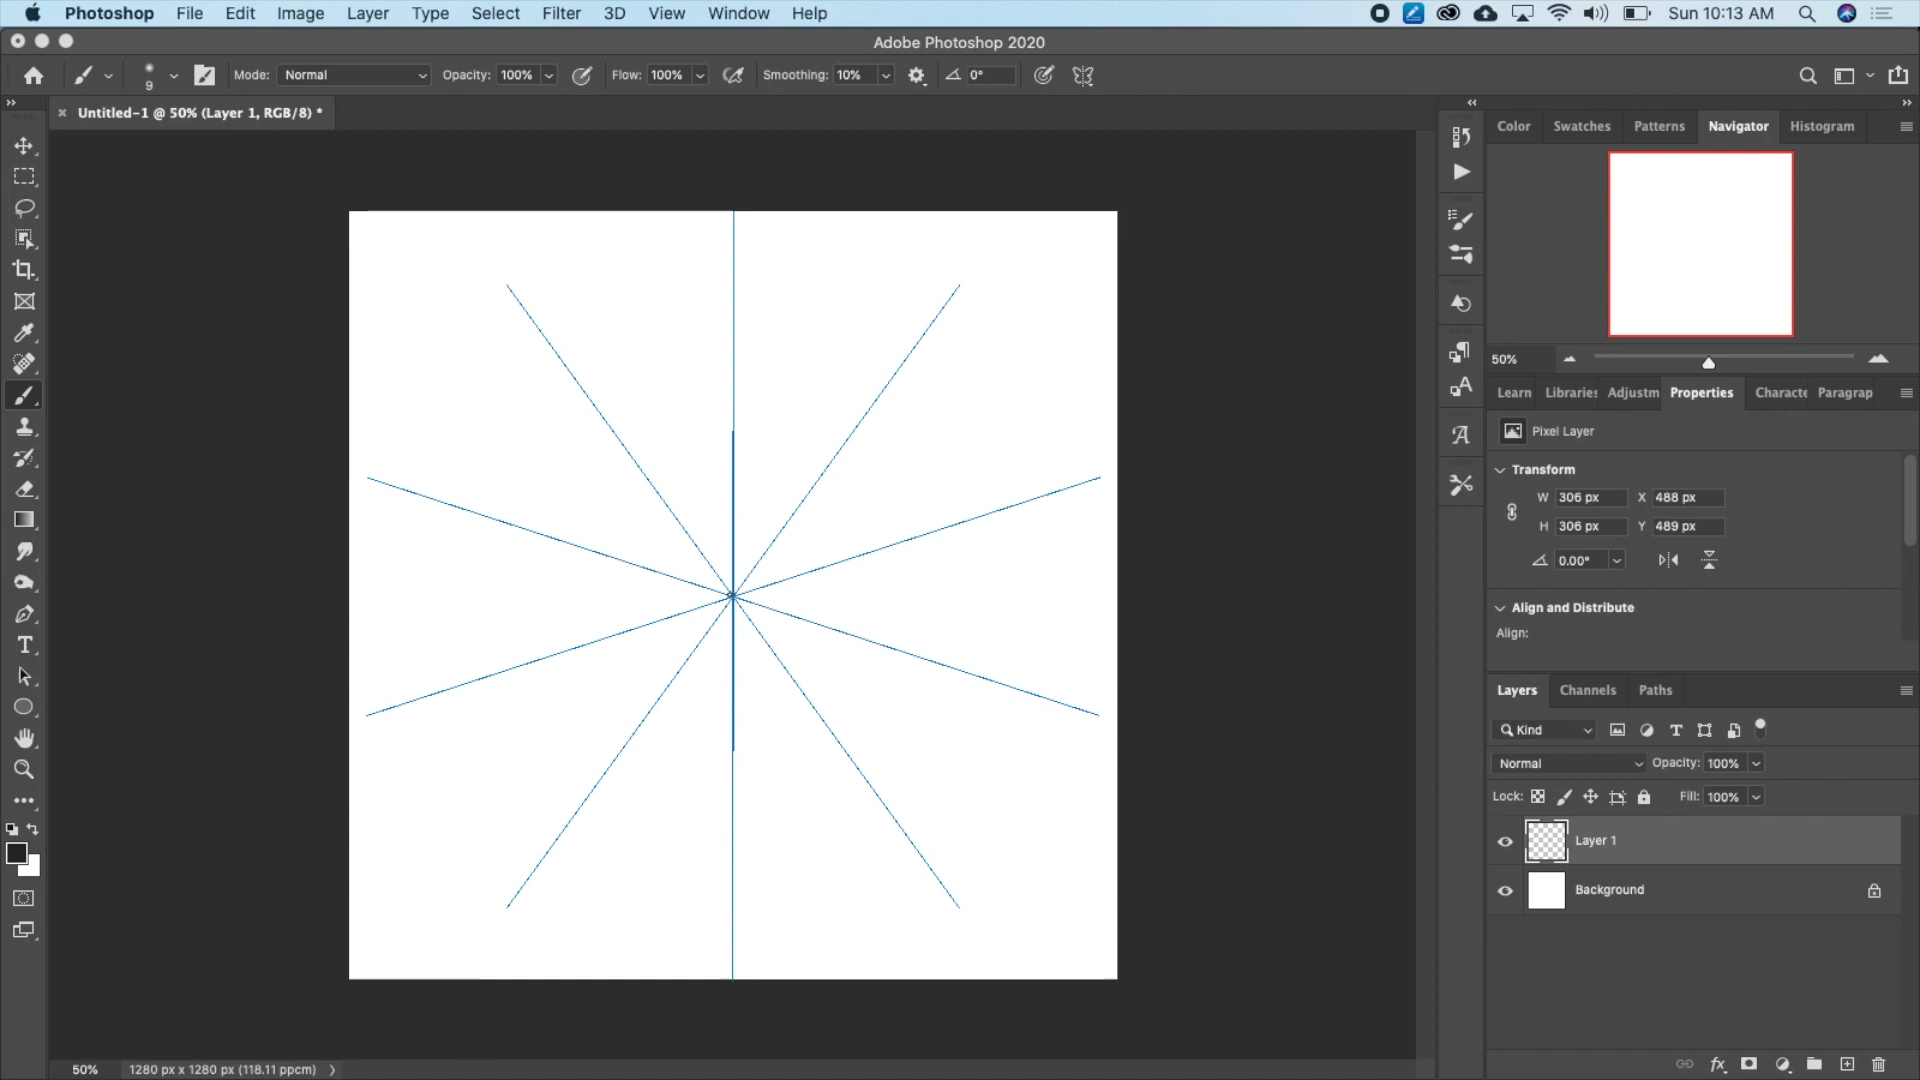 Photoshop File Edit Image Layer Type Select Filter 3D View Window Help Sun 10:13 AM
Adobe Photoshop 2020
9 Mode: Normal Opacity: 100% Flow: 100% Smoothing: 10% 0°
Untitled-1 @ 50% (Layer 1, RGB/8) *
Color Swatches Patterns Navigator Histogram
50%
Learn Libraries Adjustm Properties Characte Paragrap
Pixel Layer
Transform
W 306 px X 488 px
H 306 px Y 489 px
0.00°
Align and Distribute
Align:
Layers Channels Paths
Kind
Normal Opacity: 100%
Lock: Fill: 100%
Layer 1
Background
50% 1280 px x 1280 px (118.11 ppcm)